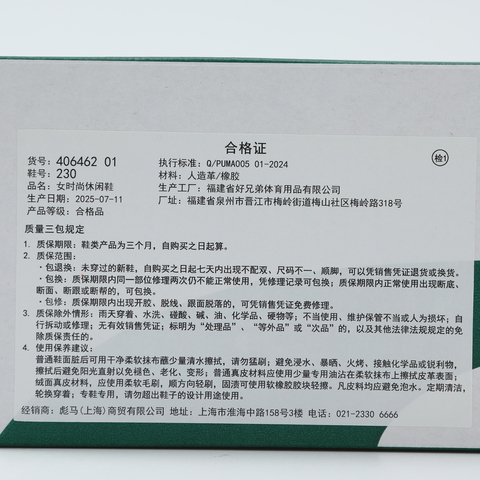 合格证
检1
货号: 406462 01
鞋号: 230
品名: 女时尚休闲鞋
生产日期: 2025-07-11
产品等级: 合格品
执行标准: Q/PUMA005 01-2024
材料: 人造革/橡胶
生产工厂: 福建省好兄弟体育用品有限公司
厂址: 福建省泉州市晋江市梅岭街道梅山社区梅岭路318号
质量三包规定
1. 质保期限: 鞋类产品为三个月, 自购买之日起算。
2. 质保范围:
・包退换: 未穿过的新鞋, 自购买之日起七天内出现不配双、尺码不一、顺脚, 可以凭销售凭证退货或换货。
・包换: 质保期限内同一部位修理两次仍不能正常使用, 凭修理记录可包换; 质保期限内正常使用出现断底、
断面、断跟或断帮的, 可包换。
・包修: 质保期限内出现开胶、脱线、跟面脱落的, 可凭销售凭证免费修理。
3. 质保除外情形: 雨天穿着、水洗、碰酸、碱、油、化学品、硬物等; 不当使用、维护保管不当或人为损坏; 自
行拆动或修理; 无有效销售凭证; 标明为“处理品”、“等外品”或“次品”的, 以及其他法律法规规定的免
除质保责任的。
4. 使用保养建议:
普通鞋面脏后可用干净柔软抹布蘸少量清水擦拭, 请勿猛刷; 避免浸水、暴晒、火烤、接触化学品或锐利物,
擦拭后避免阳光直射以免褪色、老化、变形; 普通真皮材料应使用少量专用油沾在柔软抹布上擦拭皮革表面;
绒面真皮材料, 应使用柔软毛刷, 顺方向轻刷, 固渍可使用软橡胶胶块轻擦。凡皮料均应避免泡水。定期清洁,
轮换穿着; 专鞋专用, 请勿超出鞋子的设计用途使用。
经销商: 彪马(上海)商贸有限公司 地址: 上海市淮海中路158号3楼 电话: 021-2330 6666